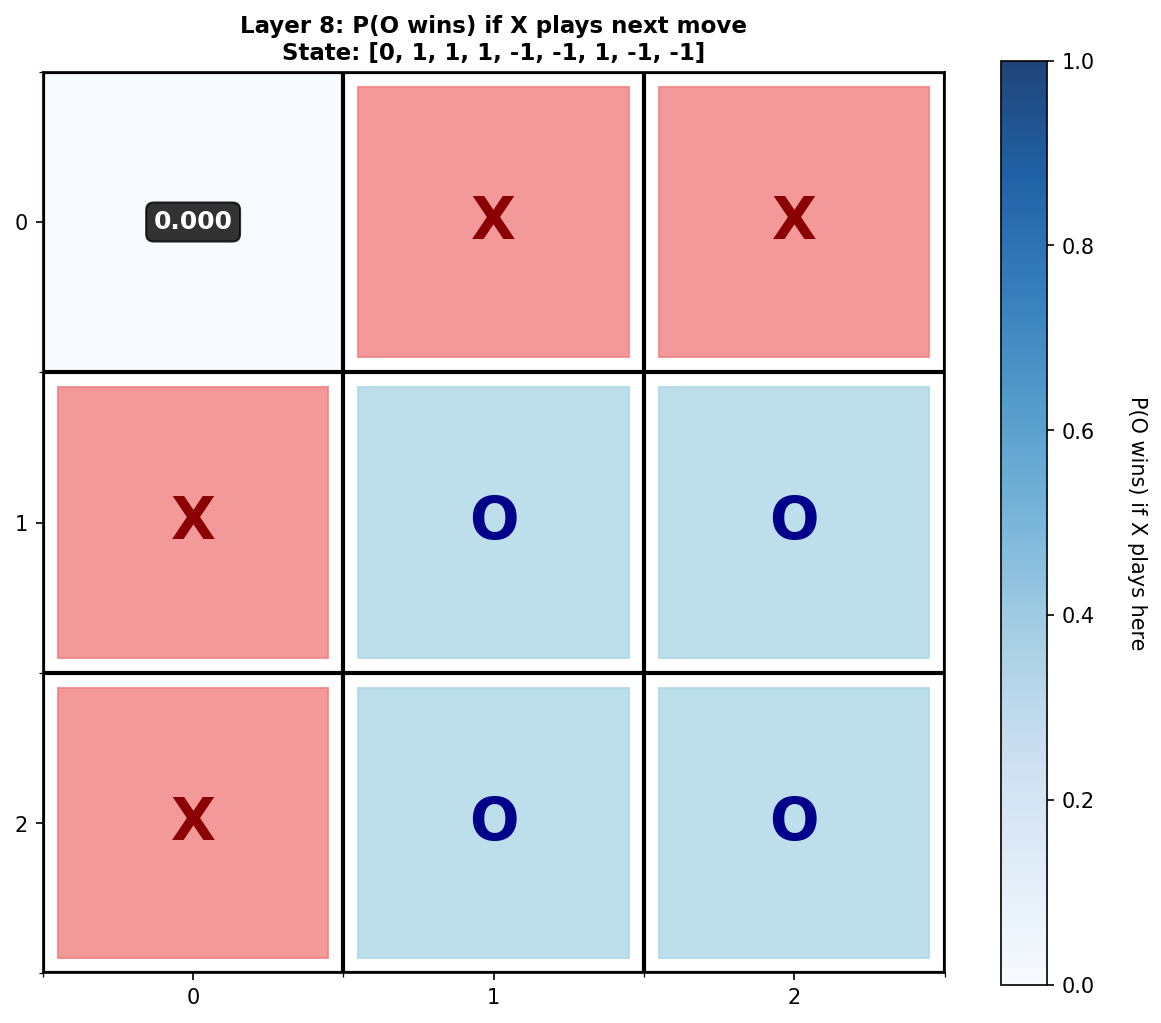 Layer 8: P(O wins) if X plays next move
State: [0, 1, 1, 1, -1, -1, 1, -1, -1]
0 0.000 X X
1 X O O
2 X O O
0 1 2
1.0
0.8
0.6
0.4
0.2
0.0
P(O wins) if X plays here